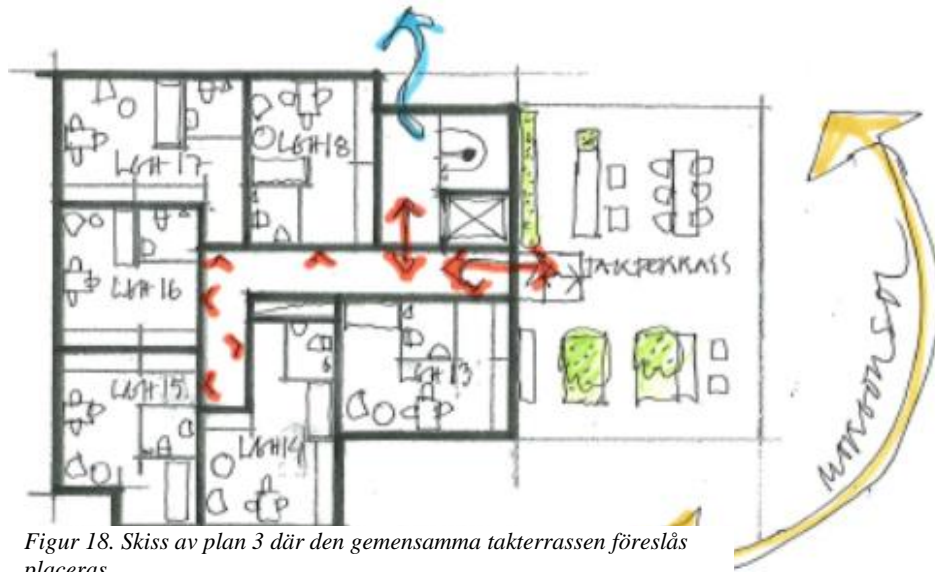 LGH 17
LGH 18
TAKTERRASS
LGH 16
LGH 13
LGH 15
LGH 14
MORGONSOL
Figur 18. Skiss av plan 3 där den gemensamma takterrassen föreslås
placeras